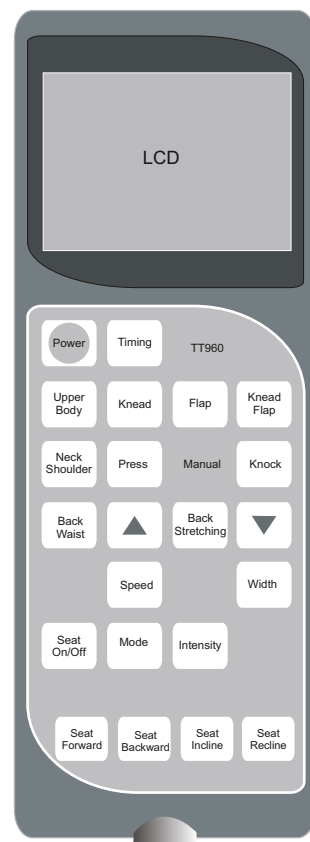 LCD
Power
Timing
TT960
Upper
Body
Knead
Flap
Knead
Flap
Neck
Shoulder
Press
Manual
Knock
Back
Waist
Back
Stretching
Speed
Width
Seat
On/Off
Mode
Intensity
Seat
Forward
Seat
Backward
Seat
Incline
Seat
Recline